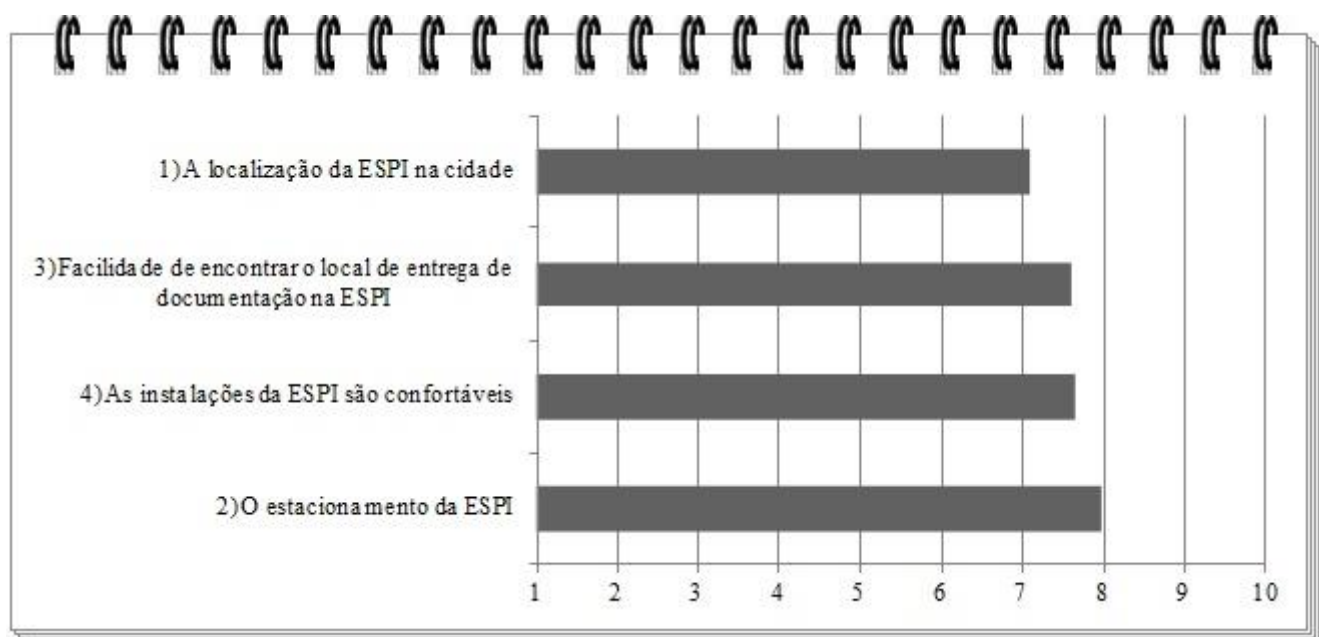 1)A localização da ESPI na cidade
3)Facilidade de encontrar o local de entrega de
documentação na ESPI
4)As instalações da ESPI são confortáveis
2)O estacionamento da ESPI
1 2 3 4 5 6 7 8 9 10